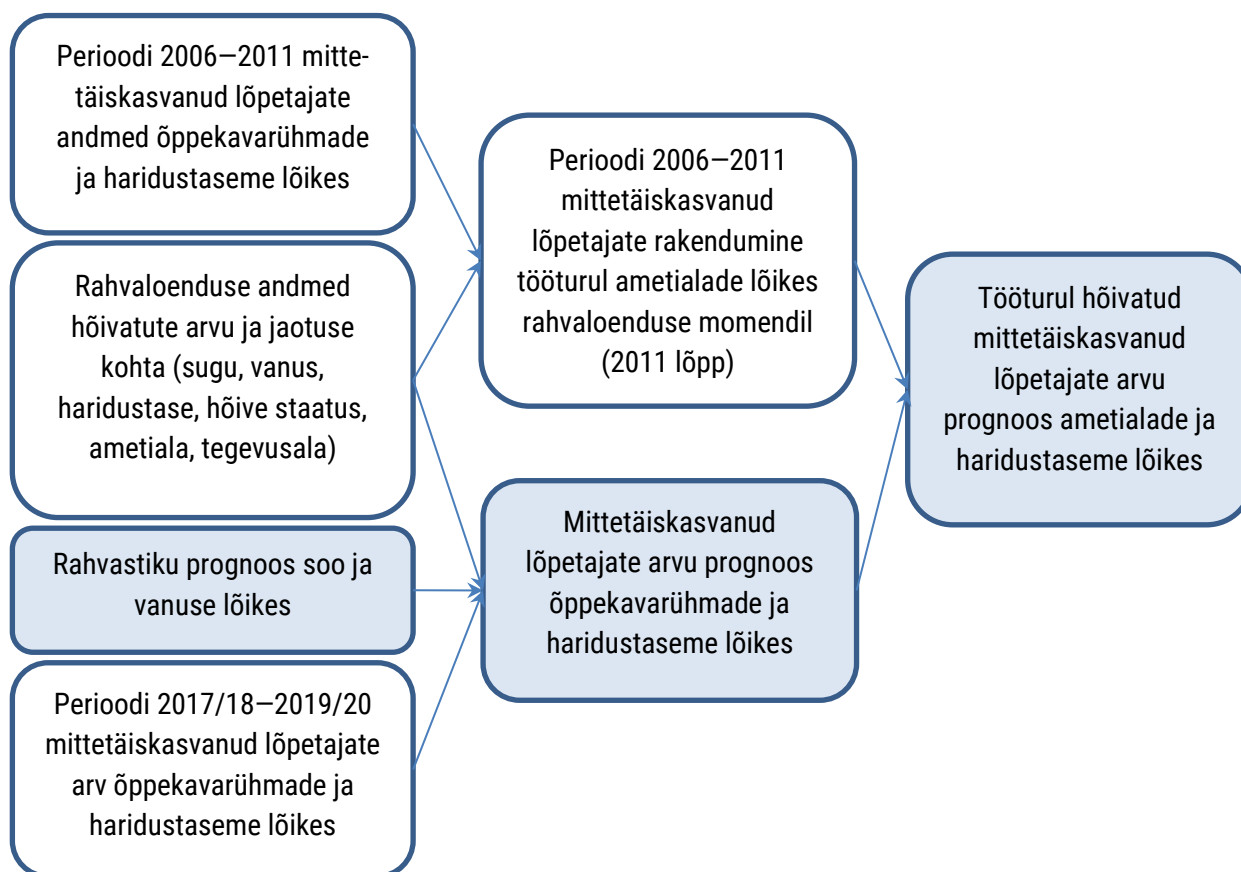 Perioodi 2006—2011 mitte-
täiskasvanud lõpetajate
andmed õppekavarühmade
ja haridustaseme lõikes
Rahvaloenduse andmed
hõivatute arvu ja jaotuse
kohta (sugu, vanus,
haridustase, hõive staatus,
ametiala, tegevusala)
Rahvastiku prognoos soo ja
vanuse lõikes
Perioodi 2017/18—2019/20
mittetäiskasvanud lõpetajate
arv õppekavarühmade ja
haridustaseme lõikes
Perioodi 2006—2011
mittetäiskasvanud
lõpetajate rakendumine
tööturul ametialade lõikes
rahvaloenduse momendil
(2011 lõpp)
Mittetäiskasvanud
lõpetajate arvu prognoos
õppekavarühmade ja
haridustaseme lõikes
Tööturul hõivatud
mittetäiskasvanud
lõpetajate arvu
prognoos ametialade ja
haridustaseme lõikes